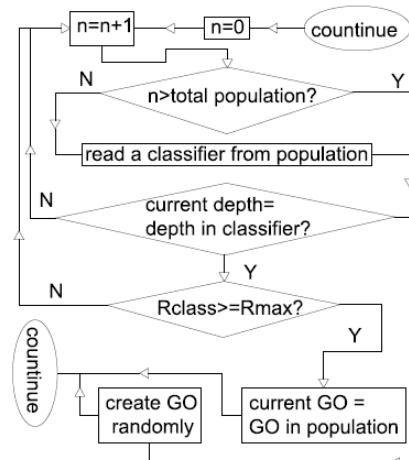 n=n+1
n=0
countinue
N
Y
n>total population?
read a classifier from population
N
current depth=
depth in classifier?
Y
N
Rclass>=Rmax?
Y
countinue
create GO
randomly
current GO =
GO in population